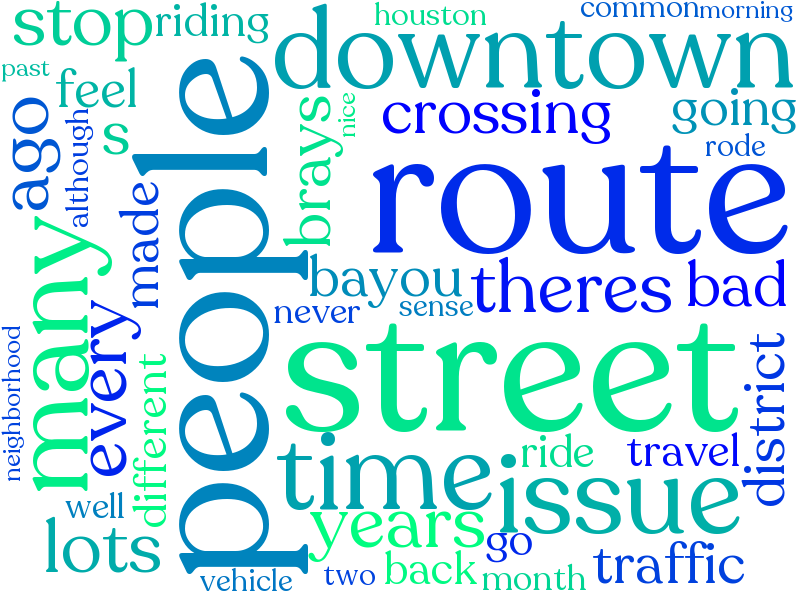 stop
riding
houston
common
morning
past
feel
people
downtown
ago
although
s
brays
nice
crossing
going
rode
many
made
route
every
bayou
theres
bad
never
sense
neighborhood
different
street
district
time
issue
ride
travel
well
lots
years
go
traffic
vehicle
two
back
month